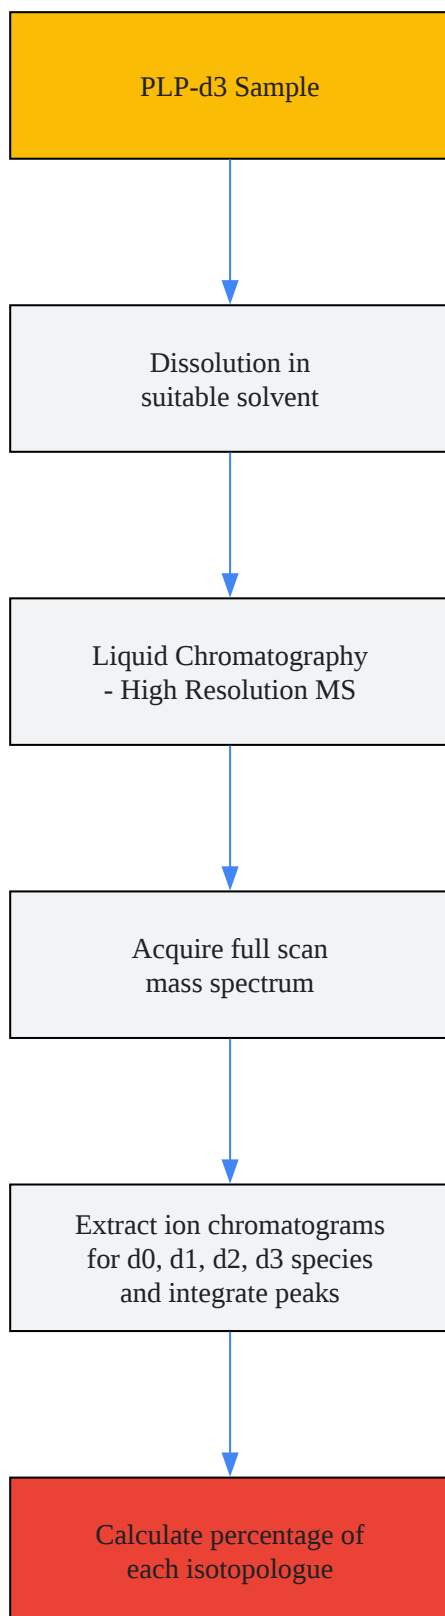 PLP-d3 Sample
Dissolution in
suitable solvent
Liquid Chromatography
- High Resolution MS
Acquire full scan
mass spectrum
Extract ion chromatograms
for d0, d1, d2, d3 species
and integrate peaks
Calculate percentage of
each isotopologue